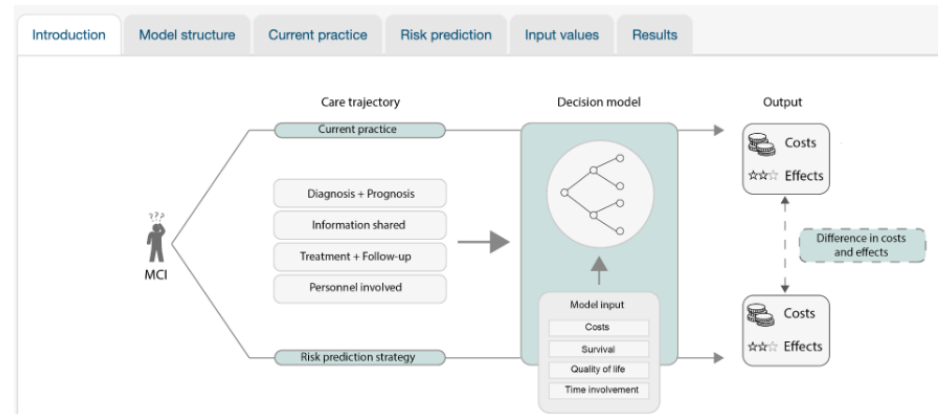 Introduction
Model structure
Current practice
Risk prediction
Input values
Results
Care trajectory
Decision model
Output
Current practice
Costs
Effects
Diagnosis + Prognosis
Information shared
Treatment + Follow-up
Personnel involved
???
MCI
Difference in costs
and effects
Model input
Costs
Survival
Quality of life
Time involvement
Costs
Effects
Risk prediction strategy